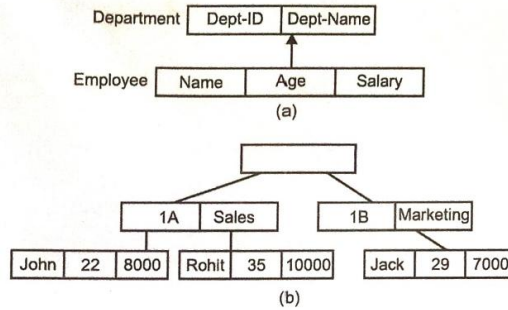 Department Dept-ID Dept-Name
Employee Name Age Salary
(a)
1A Sales 1B Marketing
John 22 8000 Rohit 35 10000 Jack 29 7000
(b)